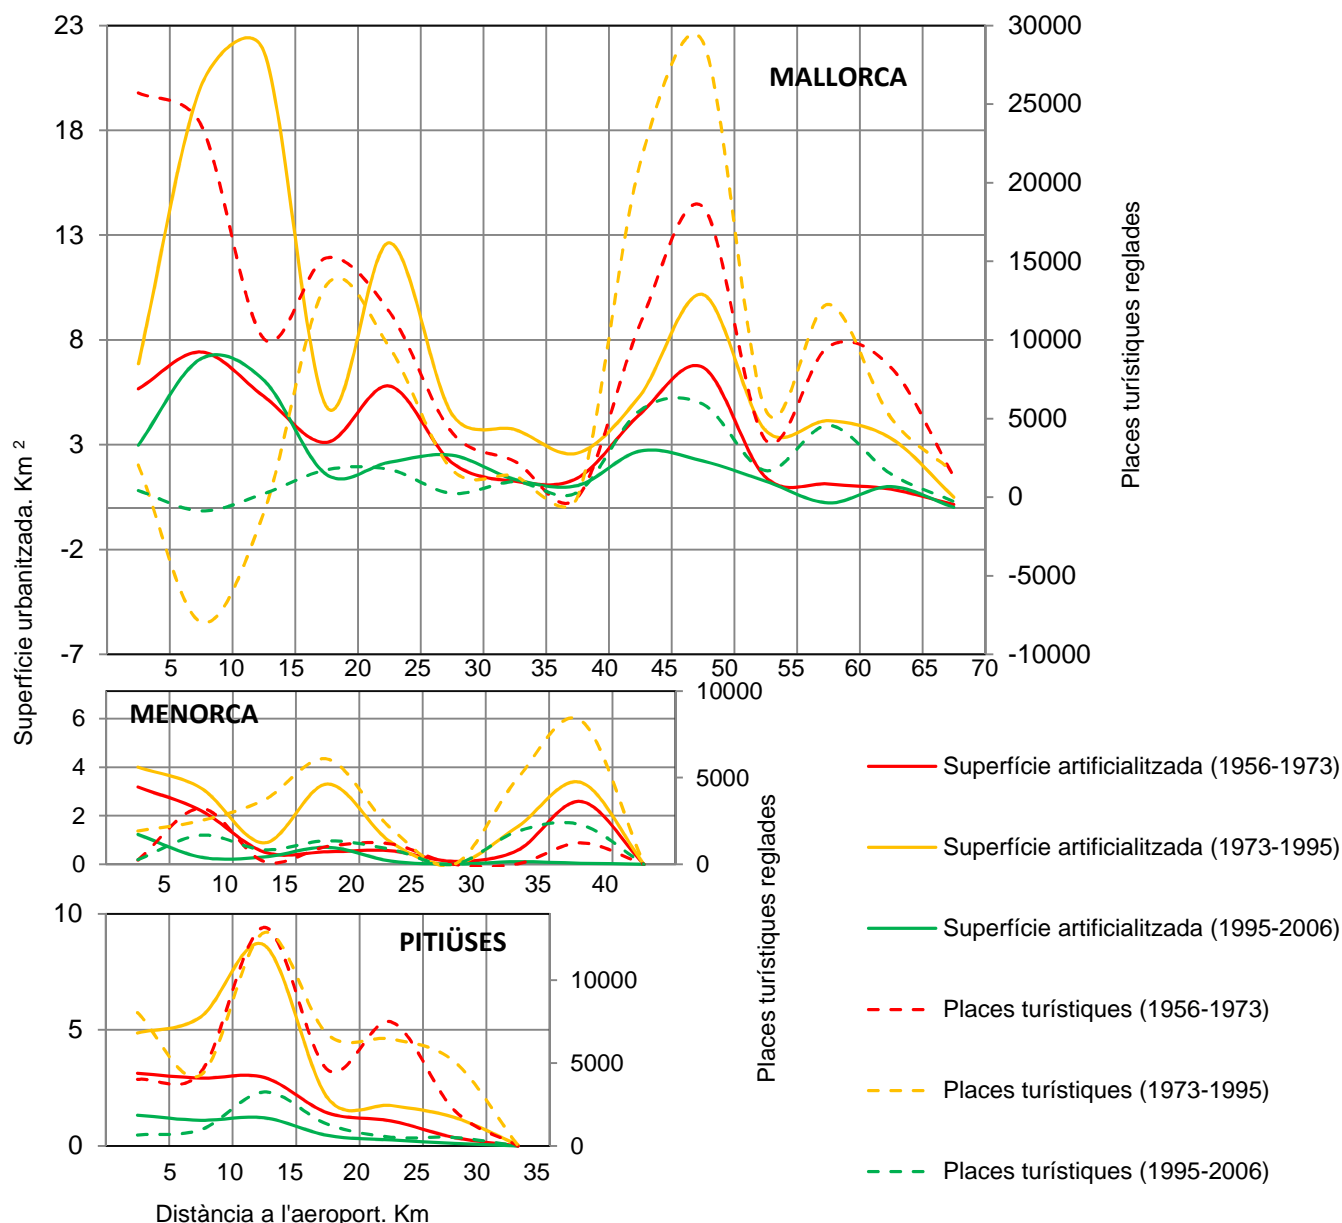 MALLORCA
23
18
13
8
3
-2
-7
30000
25000
20000
15000
10000
5000
0
-5000
-10000
5 10 15 20 25 30 35 40 45 50 55 60 65 70
Superfície urbanitzada. Km ²
Places turístiques reglades
MENORCA
6
4
2
0
10000
5000
0
5 10 15 20 25 30 35 40
Places turístiques reglades
PITIÜSES
10
5
0
10000
5000
0
5 10 15 20 25 30 35
Distància a l'aeroport. Km
Superfície artificialitzada (1956-1973)
Superfície artificialitzada (1973-1995)
Superfície artificialitzada (1995-2006)
Places turístiques (1956-1973)
Places turístiques (1973-1995)
Places turístiques (1995-2006)